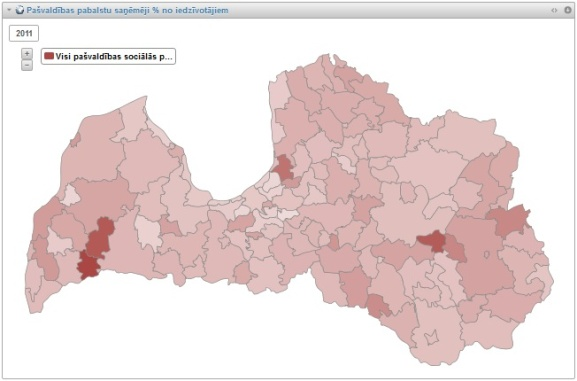 Pašvaldības pabalstu saņēmēji % no iedzīvotājiem
2011
+
Visi pašvaldības sociālās p...
−